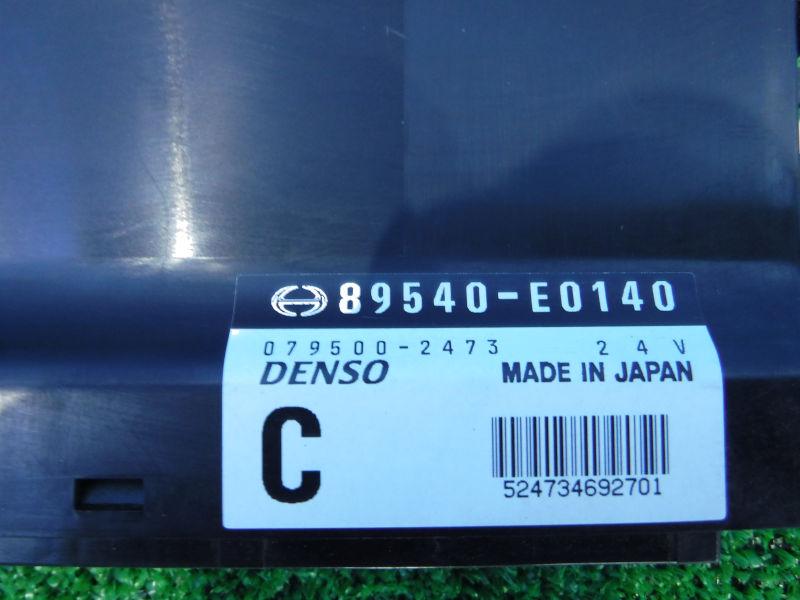 89540-E0140
079500-2473 24V
DENSO MADE IN JAPAN
C
524734692701